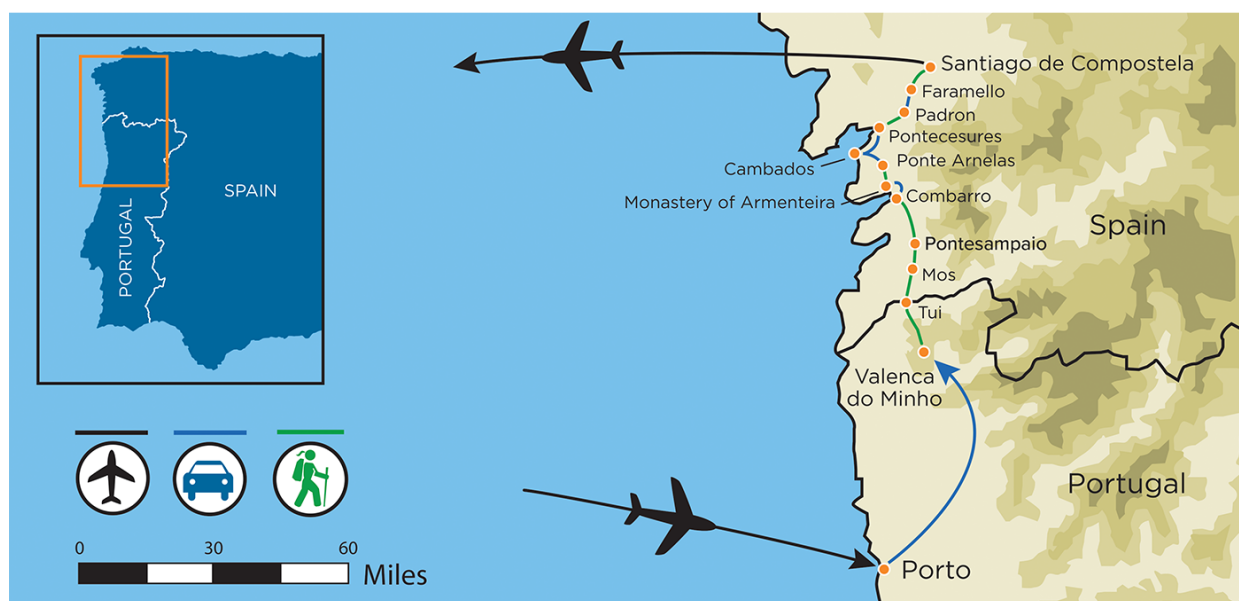 SPAIN
PORTUGAL
0 30 60
Miles
Santiago de Compostela
Faramello
Padron
Pontecesures
Cambados
Ponte Arnelas
Monastery of Armenteira
Combarro
Pontesampaio
Spain
Mos
Tui
Valenca
do Minho
Portugal
Porto